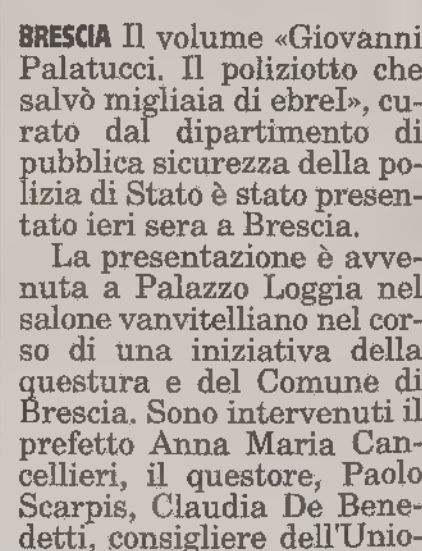 BRESCIA Il volume «Giovanni
Palatucci. Il poliziotto che
salvò migliaia di ebreI», cu-
rato dal dipartimento di
pubblica sicurezza della po-
lizia di Stato è stato presen-
tato ieri sera a Brescia.
La presentazione è avve-
nuta a Palazzo Loggia nel
salone vanvitelliano nel cor-
so di una iniziativa della
questura e del Comune di
Brescia. Sono intervenuti il
prefetto Anna Maria Can-
cellieri, il questore, Paolo
Scarpis, Claudia De Bene-
detti, consigliere dell'Unio-